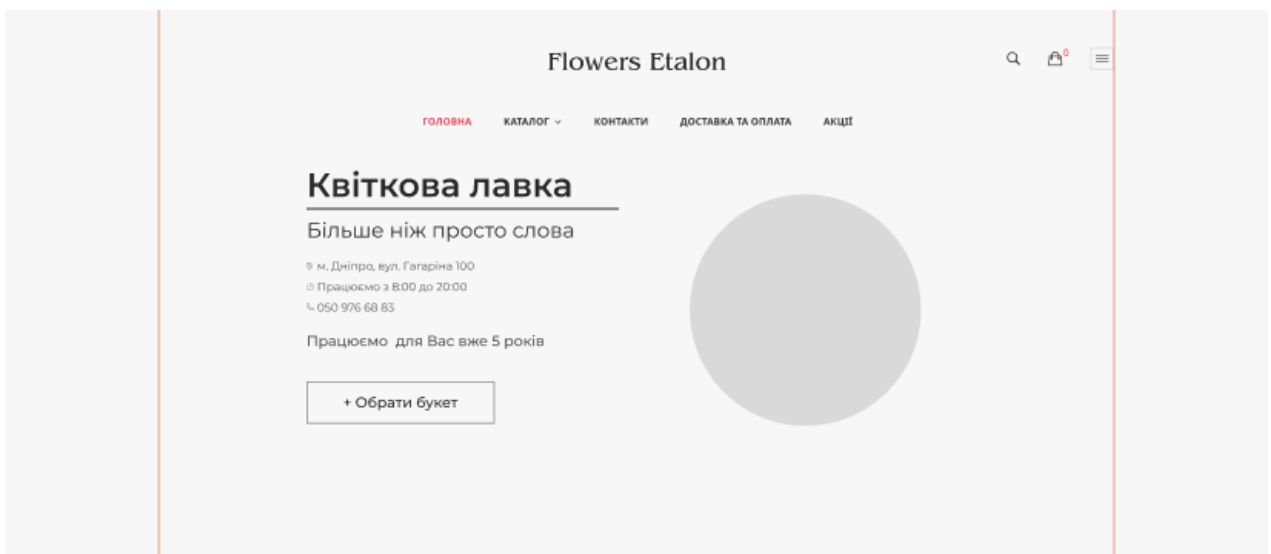 Flowers Etalon
0
ГОЛОВНА КАТАЛОГ КОНТАКТИ ДОСТАВКА ТА ОПЛАТА АКЦІЇ
Квіткова лавка
Більше ніж просто слова
м. Дніпро, вул. Гагаріна 100
Працюємо з 8:00 до 20:00
050 976 68 83
Працюємо для Вас вже 5 років
+ Обрати букет